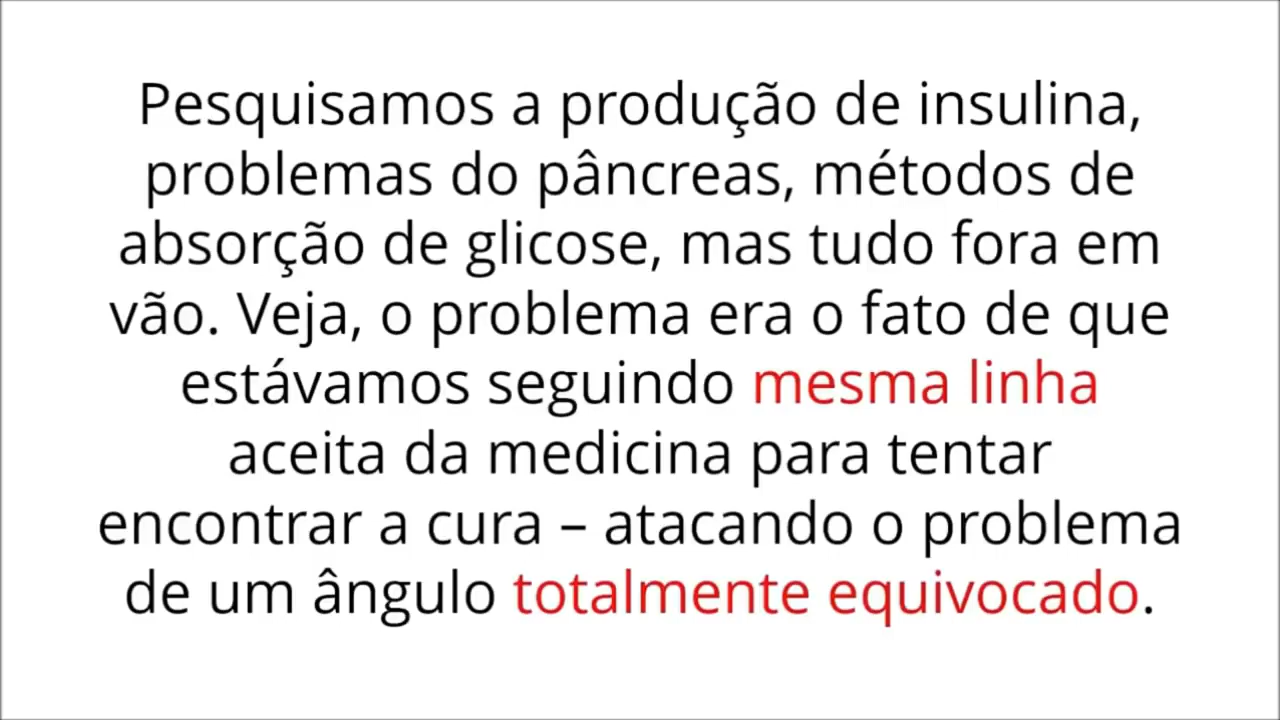 Pesquisamos a produção de insulina,
problemas do pâncreas, métodos de
absorção de glicose, mas tudo fora em
vão. Veja, o problema era o fato de que
estávamos seguindo mesma linha
aceita da medicina para tentar
encontrar a cura – atacando o problema
de um ângulo totalmente equivocado.